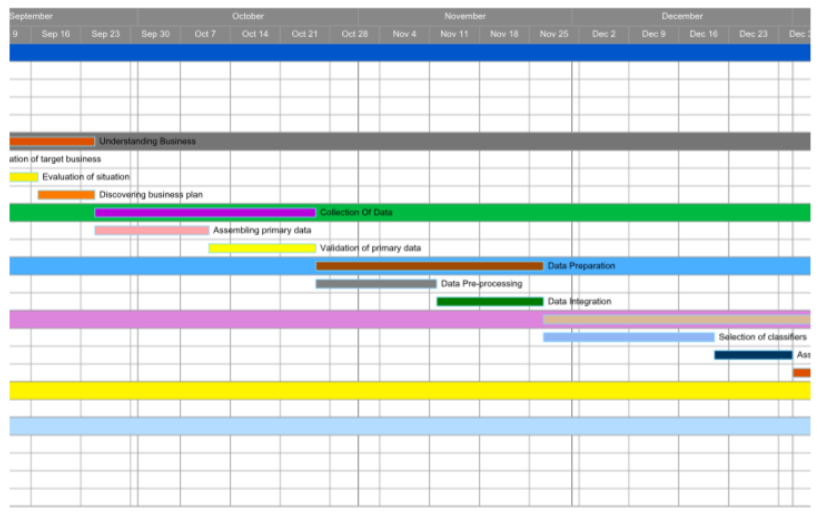 September October November December
9 Sep 16 Sep 23 Sep 30 Oct 7 Oct 14 Oct 21 Oct 28 Nov 4 Nov 11 Nov 18 Nov 25 Dec 2 Dec 9 Dec 16 Dec 23 Dec
Understanding Business
ation of target business
Evaluation of situation
Discovering business plan
Collection Of Data
Assembling primary data
Validation of primary data
Data Preparation
Data Pre-processing
Data Integration
Selection of classifiers
Ass